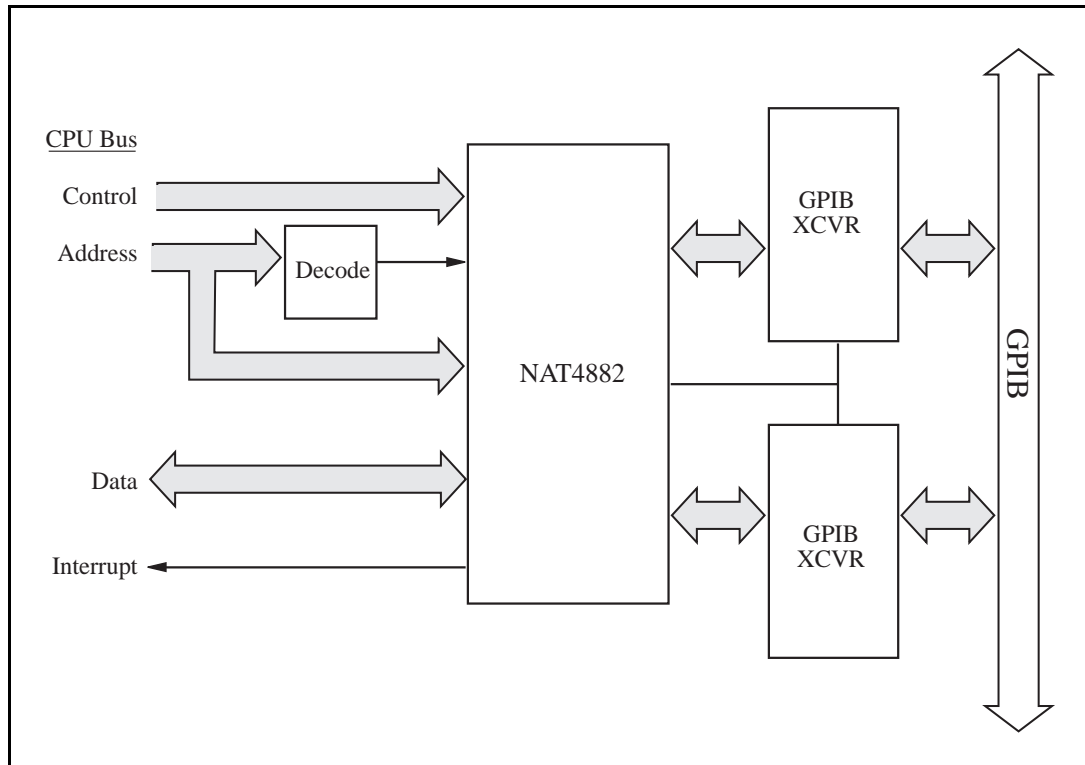 CPU Bus
Control
Address
Decode
Data
Interrupt
NAT4882
GPIB
XCVR
GPIB
XCVR
GPIB